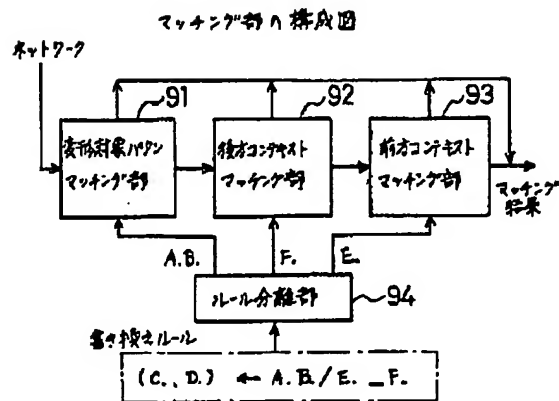 マッチング部の構成図
ネットワーク
91
92
93
変形対象パタン
マッチング部
後方コンテキスト
マッチング部
前方コンテキスト
マッチング部
マッチング
結果
A.B.
F.
E.
ルール分離部
94
書き換えルール
(C., D.) ← A.B./E. _F.